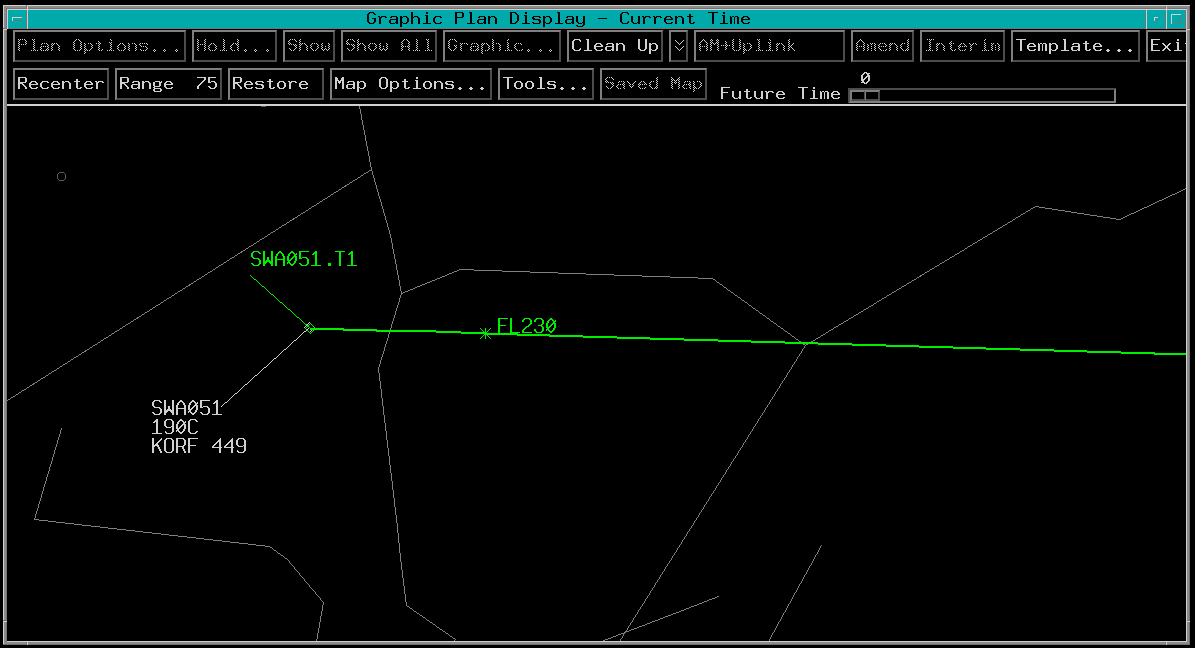 Graphic Plan Display - Current Time
Plan Options... Hold... Show Show All Graphic... Clean Up AM+Uplink Amend Interim Template... Exi
Recenter Range 75 Restore Map Options... Tools... Saved Map Future Time 0
SWA051.T1
FL230
SWA051
190C
KORF 449